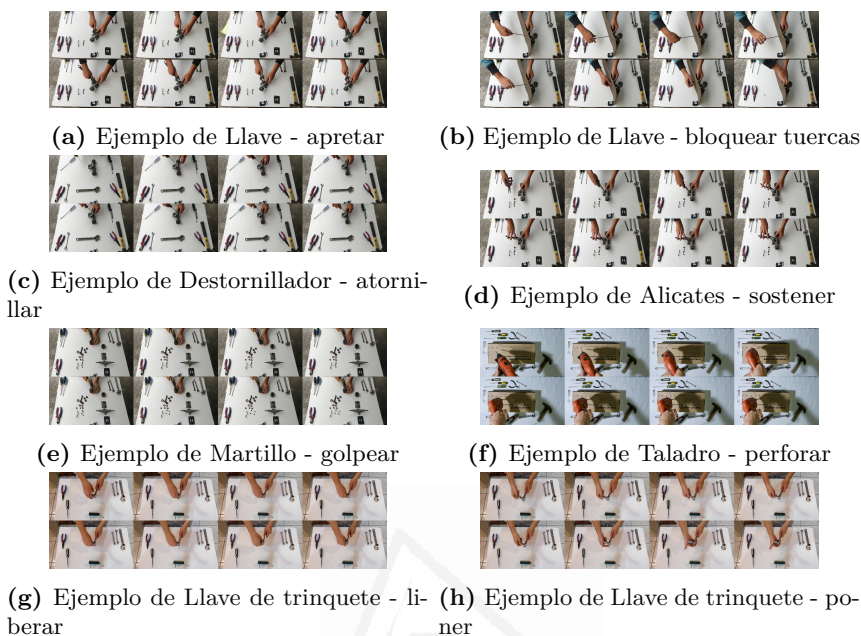 (a) Ejemplo de Llave - apretar
(b) Ejemplo de Llave - bloquear tuercas
(c) Ejemplo de Destornillador - atorni-
llar
(d) Ejemplo de Alicates - sostener
(e) Ejemplo de Martillo - golpear
(f) Ejemplo de Taladro - perforar
(g) Ejemplo de Llave de trinquete - li-
berar
(h) Ejemplo de Llave de trinquete - po-
ner